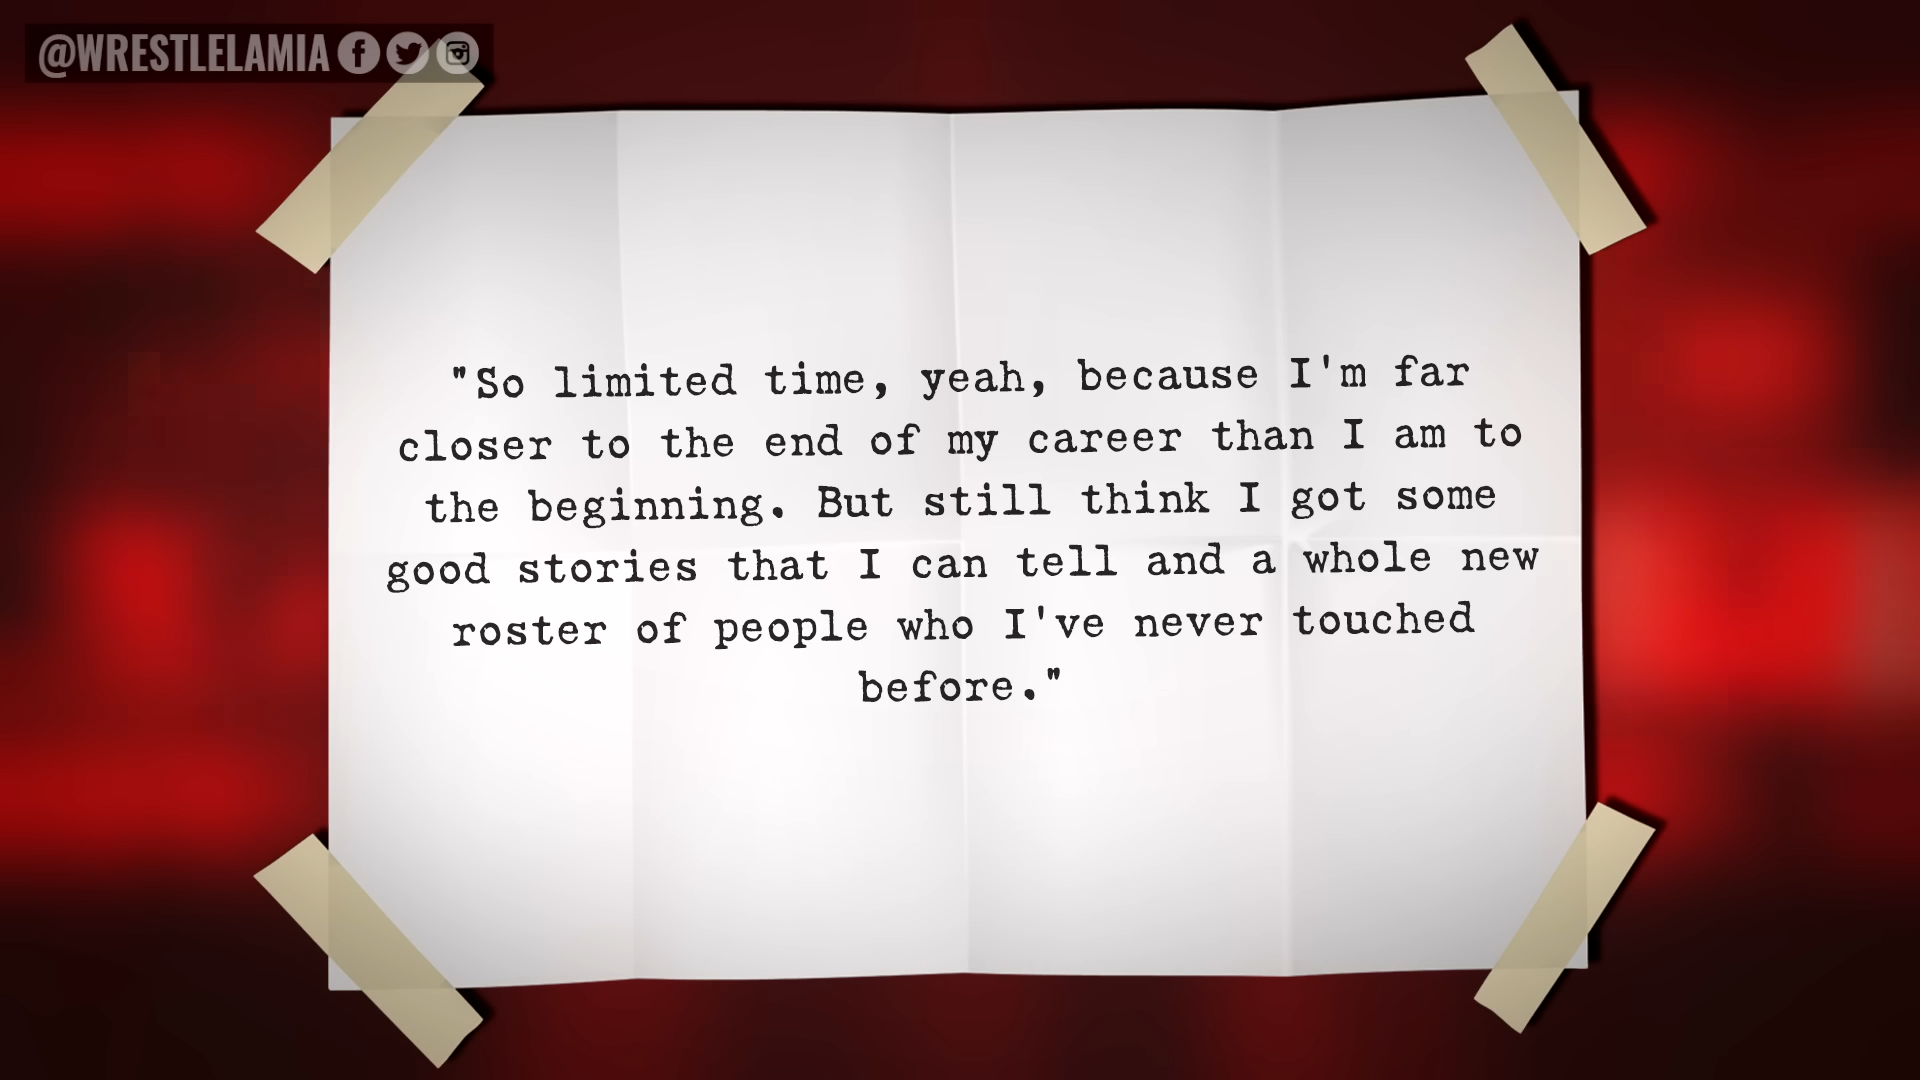 @WRESTLELAMIA
"So limited time, yeah, because I'm far
closer to the end of my career than I am to
the beginning. But still think I got some
good stories that I can tell and a whole new
roster of people who I've never touched
before."